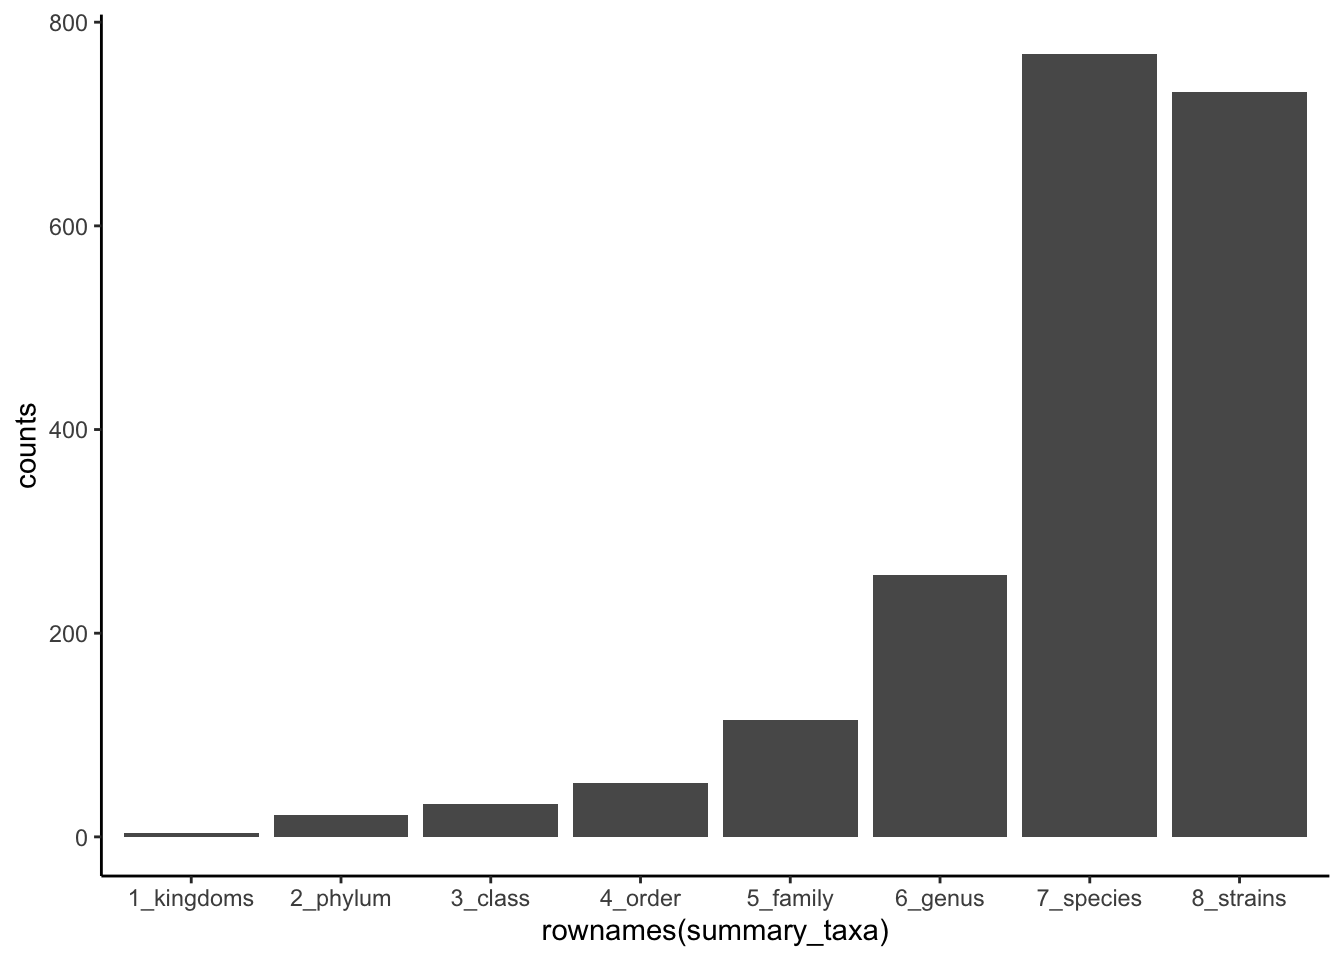 800
600
400
200
0
counts
1_kingdoms 2_phylum 3_class 4_order 5_family 6_genus 7_species 8_strains
rownames(summary_taxa)